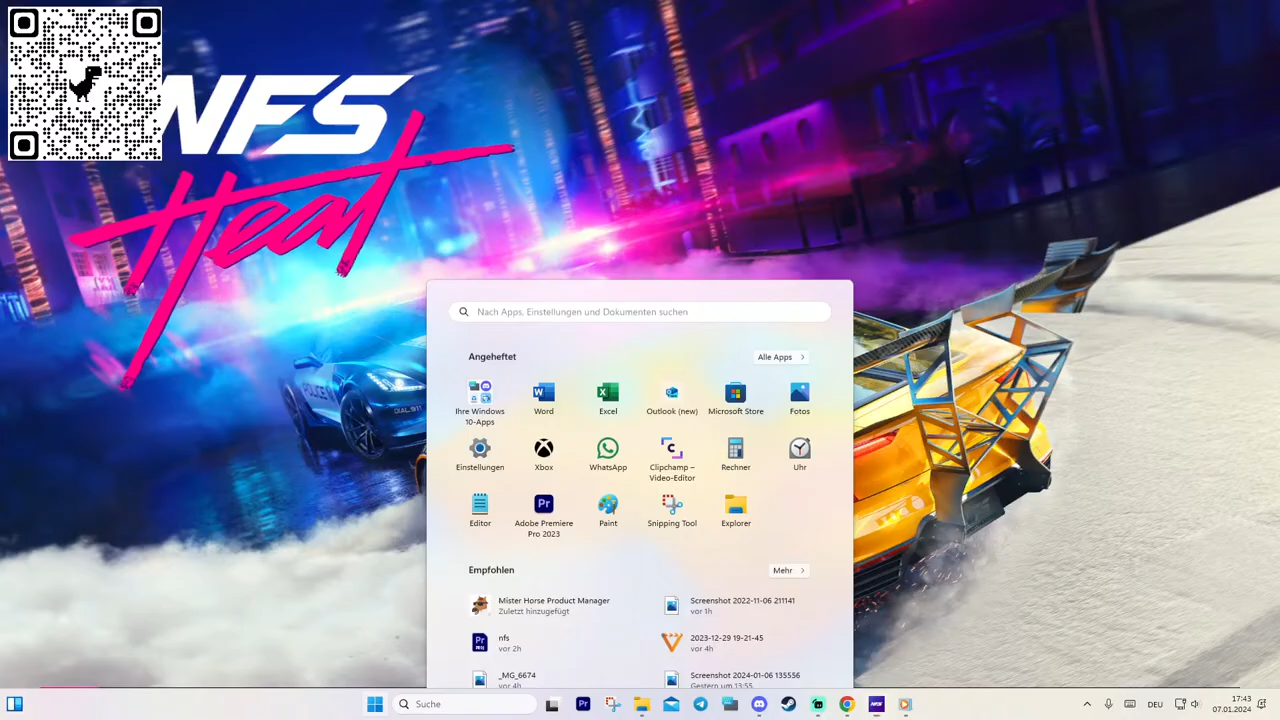 NFS
Heat
POLICE
DIAL.911
Nach Apps, Einstellungen und Dokumenten suchen
Angeheftet
Alle Apps
Ihre Windows
10-Apps
Word
Excel
Outlook (new)
Microsoft Store
Fotos
Einstellungen
Xbox
WhatsApp
Clipchamp –
Video-Editor
Rechner
Uhr
Editor
Adobe Premiere
Pro 2023
Paint
Snipping Tool
Explorer
Empfohlen
Mehr
Mister Horse Product Manager
Zuletzt hinzugefügt
Screenshot 2022-11-06 211141
vor 1h
nfs
vor 2h
2023-12-29 19-21-45
vor 4h
_MG_6674
vor 4h
Screenshot 2024-01-06 135556
Gestern um 13:55
Suche
DEU
17:43
07.01.2024